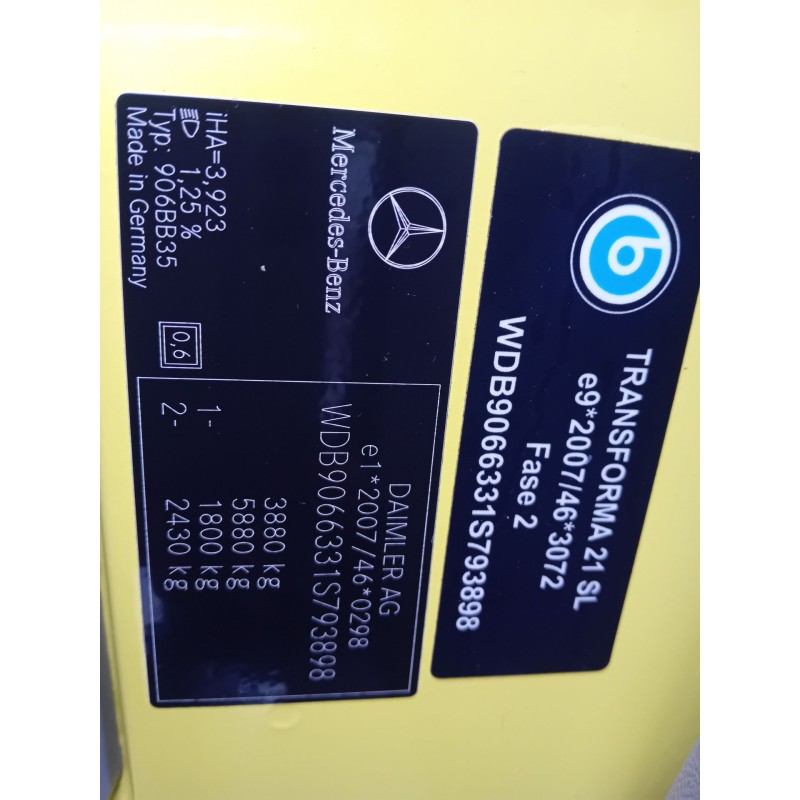 Mercedes-Benz
DAIMLER AG
e1*2007/46*0298
WDB9066331S793898
3880 kg
5880 kg
1- 1800 kg
2- 2430 kg
iHA=3,923
1,25 %
Typ: 906BB35
Made in Germany
0,6
b
TRANSFORMA 21 SL
e9*2007/46*3072
Fase 2
WDB9066331S793898